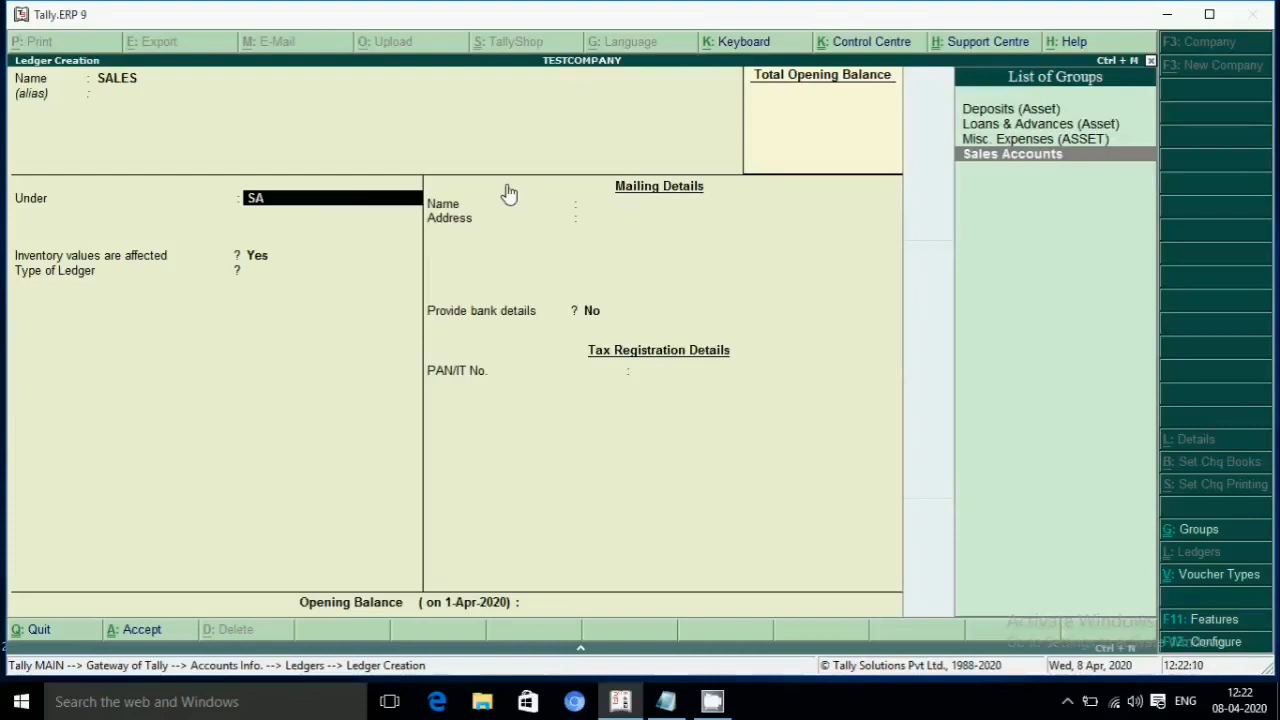 Tally.ERP 9
P: Print E: Export M: E-Mail O: Upload S: TallyShop G: Language K: Keyboard K: Control Centre H: Support Centre H: Help F3: Company
Ledger Creation TESTCOMPANY Ctrl + M
F3: New Company
Name : SALES
(alias) :
Total Opening Balance
List of Groups
Deposits (Asset)
Loans & Advances (Asset)
Misc. Expenses (ASSET)
Sales Accounts
Under : SA
Inventory values are affected ? Yes
Type of Ledger ?
Mailing Details
Name :
Address :
Provide bank details ? No
Tax Registration Details
PAN/IT No. :
L: Details
B: Set Chq Books
S: Set Chq Printing
G: Groups
L: Ledgers
V: Voucher Types
Opening Balance ( on 1-Apr-2020) :
Activate Windows
F11: Features
Q: Quit A: Accept D: Delete
Configure
Ctrl + N
Tally MAIN --> Gateway of Tally --> Accounts Info. --> Ledgers --> Ledger Creation © Tally Solutions Pvt Ltd., 1988-2020 Wed, 8 Apr, 2020 12:22:10
Search the web and Windows ENG 12:22
08-04-2020